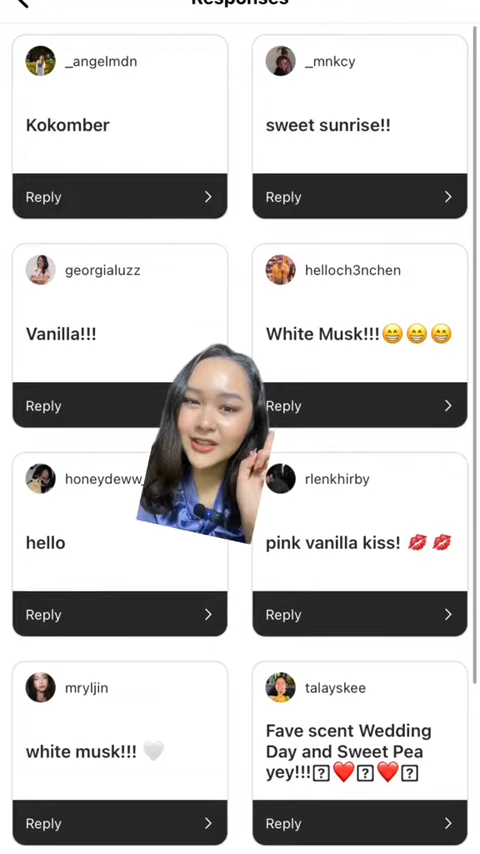 Responses
_angelmdn
_mnkcy
Kokomber
sweet sunrise!!
Reply
Reply
georgialuzz
helloch3nchen
Vanilla!!!
White Musk!!!😁😁😁
Reply
Reply
honeydeww_
rlenkhirby
hello
pink vanilla kiss! 💋 💋
Reply
Reply
mryljin
talayskee
white musk!!! 🤍
Fave scent Wedding
Day and Sweet Pea
yey!!!❤️❤️
Reply
Reply